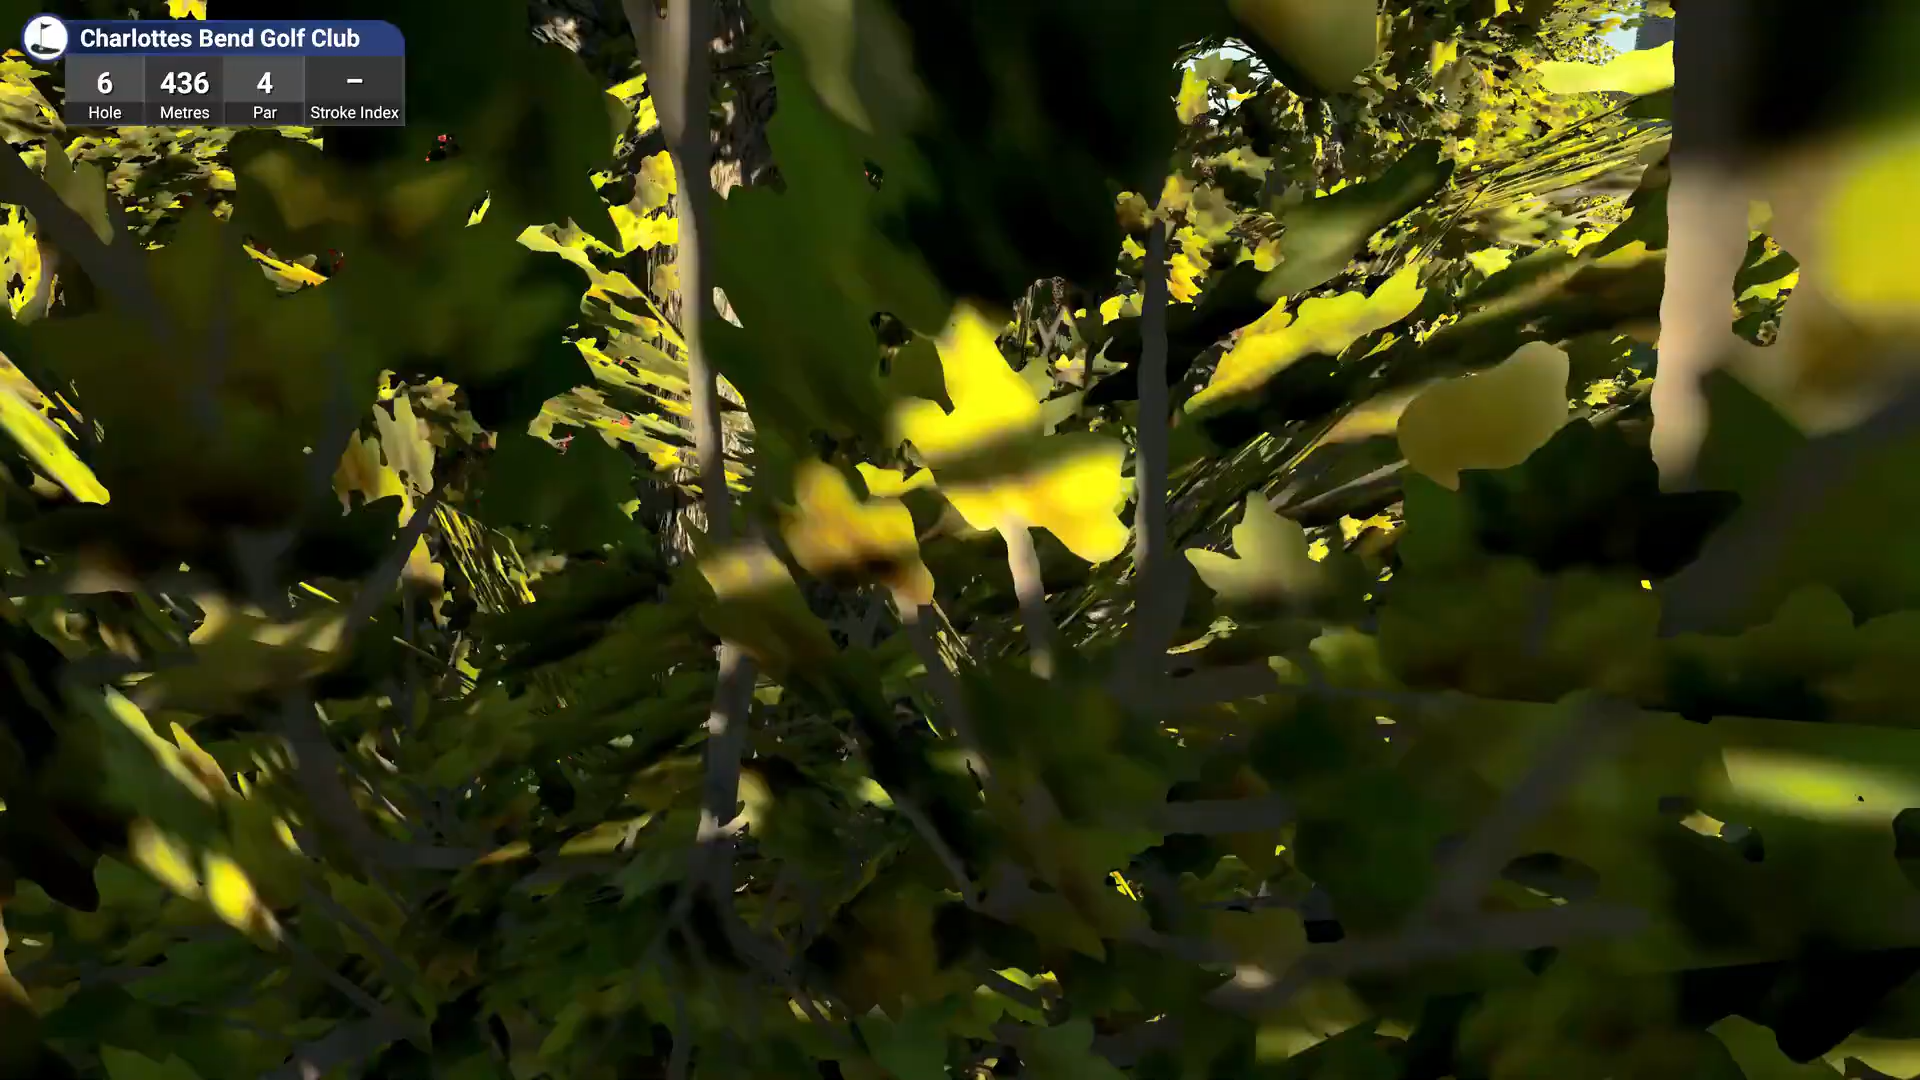 Charlottes Bend Golf Club
6 436 4 –
Hole Metres Par Stroke Index